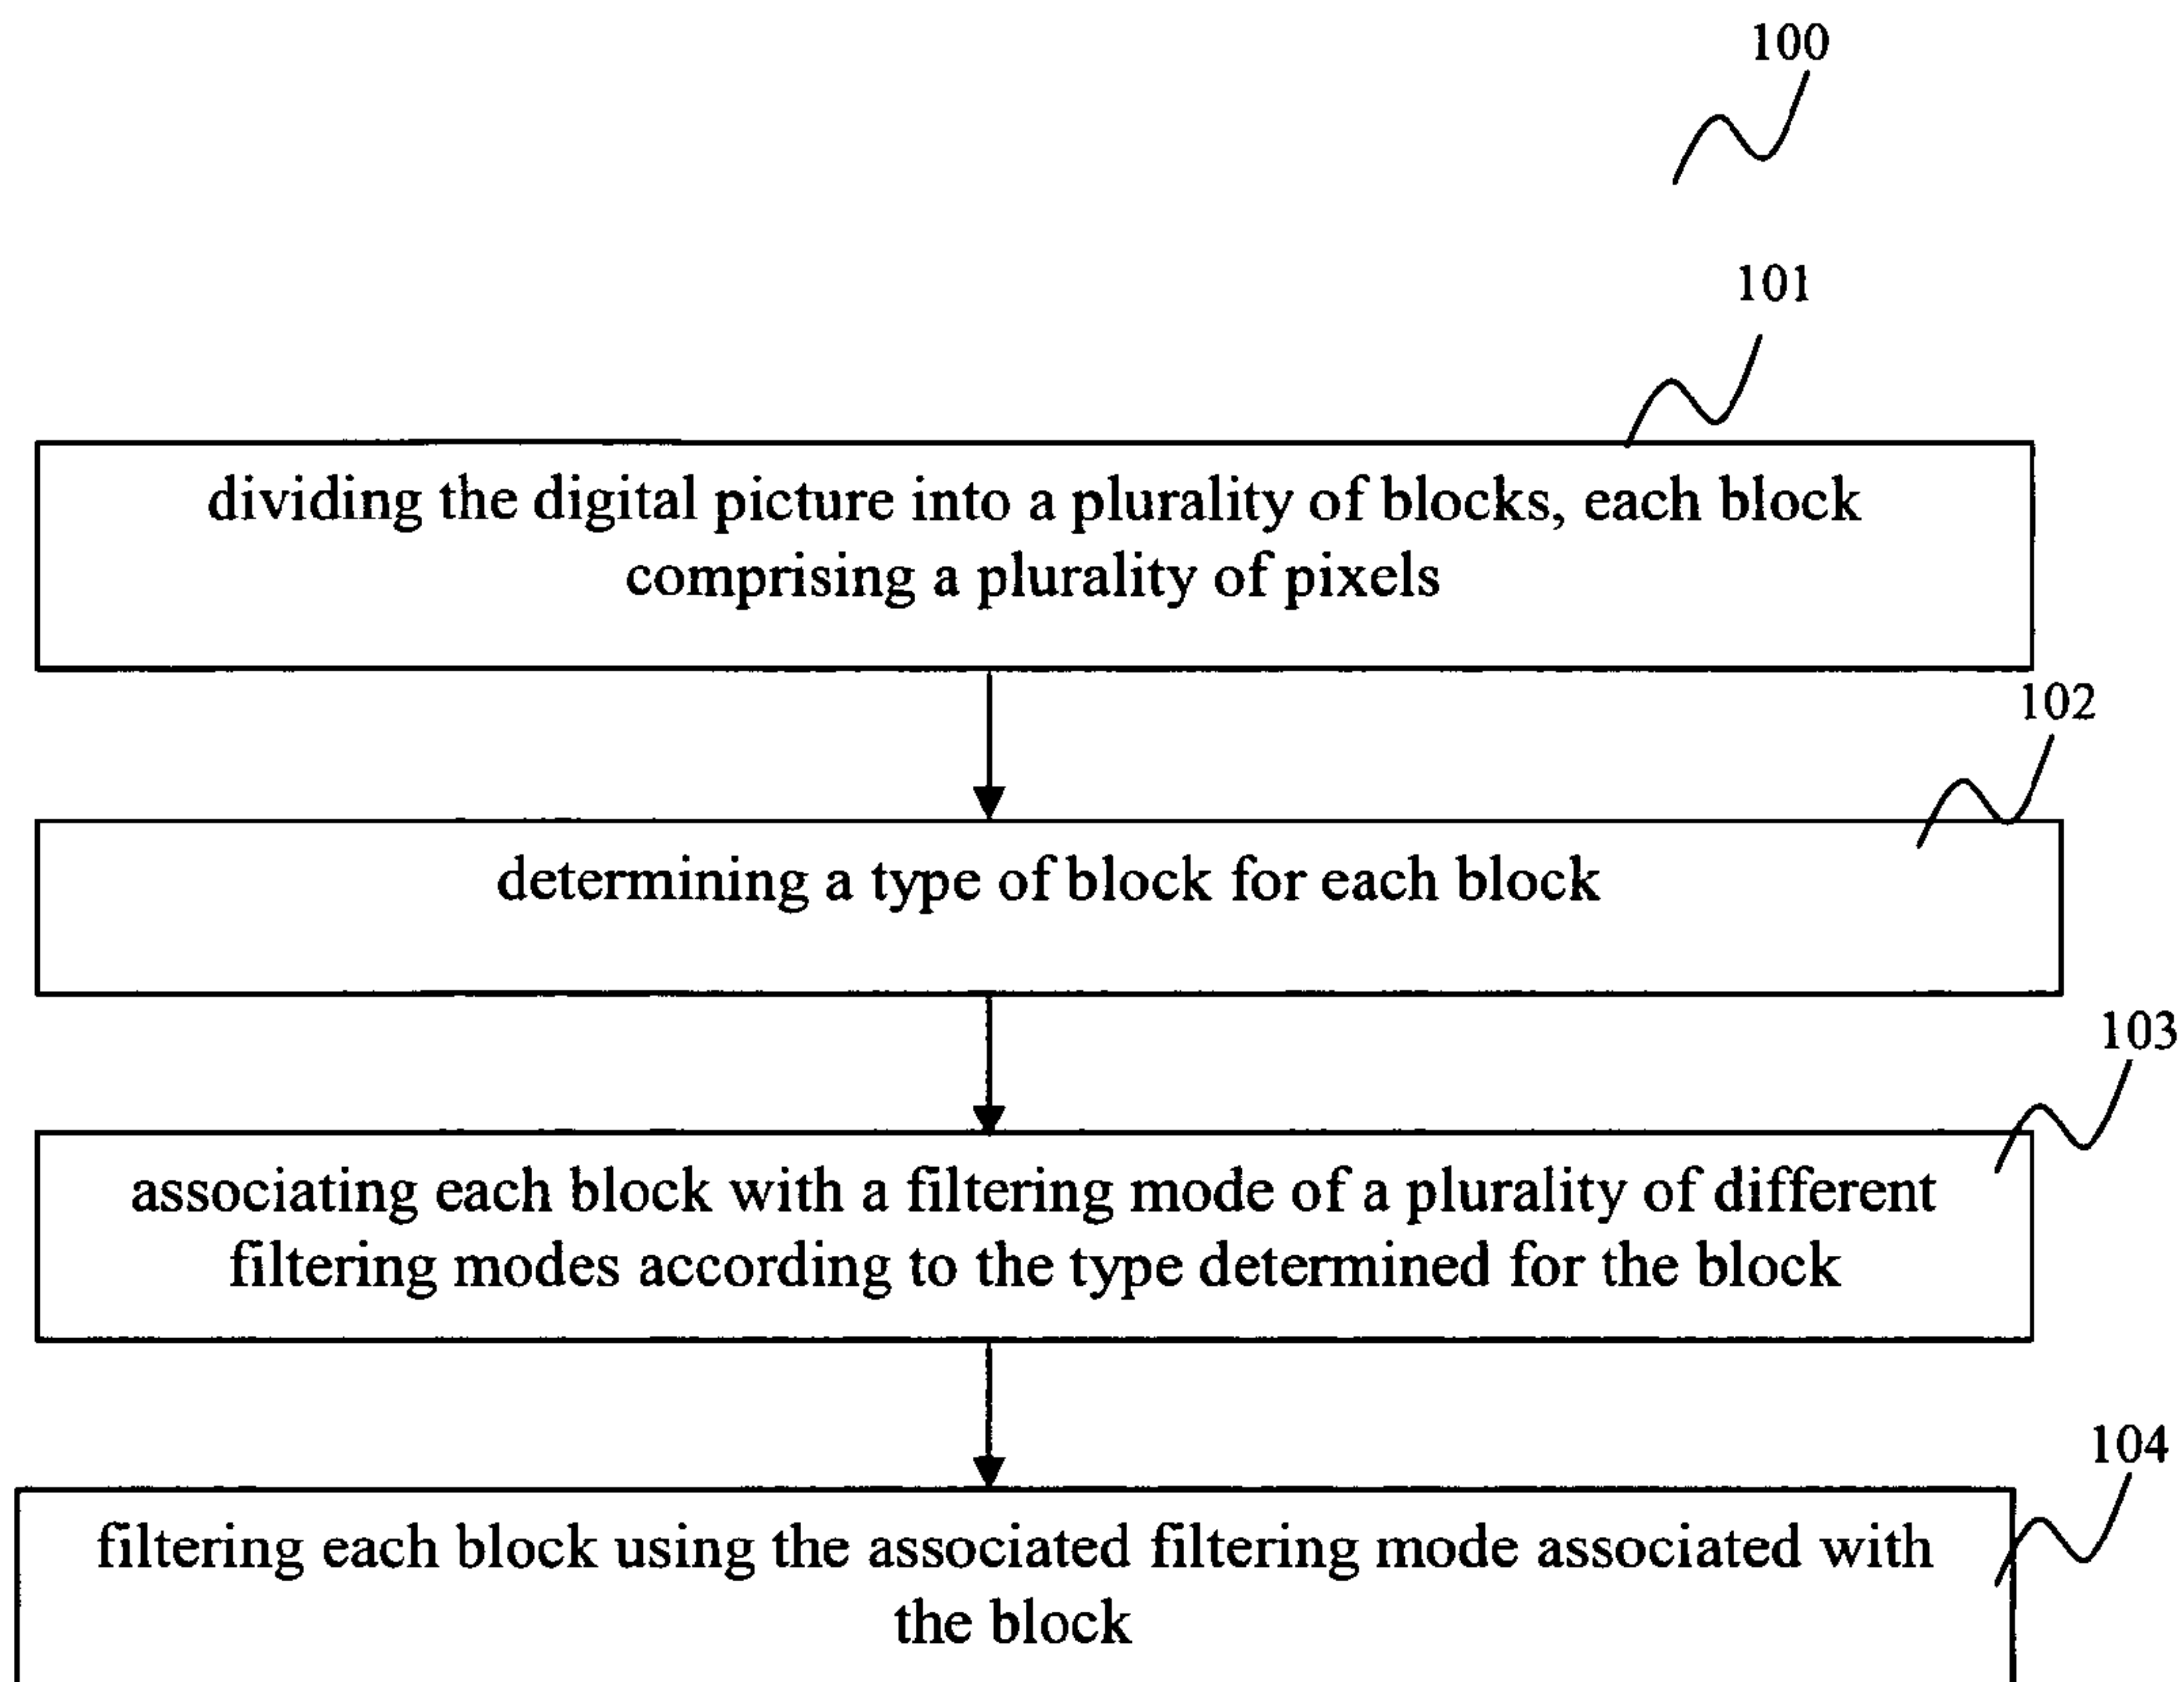 100
101
dividing the digital picture into a plurality of blocks, each block
comprising a plurality of pixels
102
determining a type of block for each block
103
associating each block with a filtering mode of a plurality of different
filtering modes according to the type determined for the block
104
filtering each block using the associated filtering mode associated with
the block